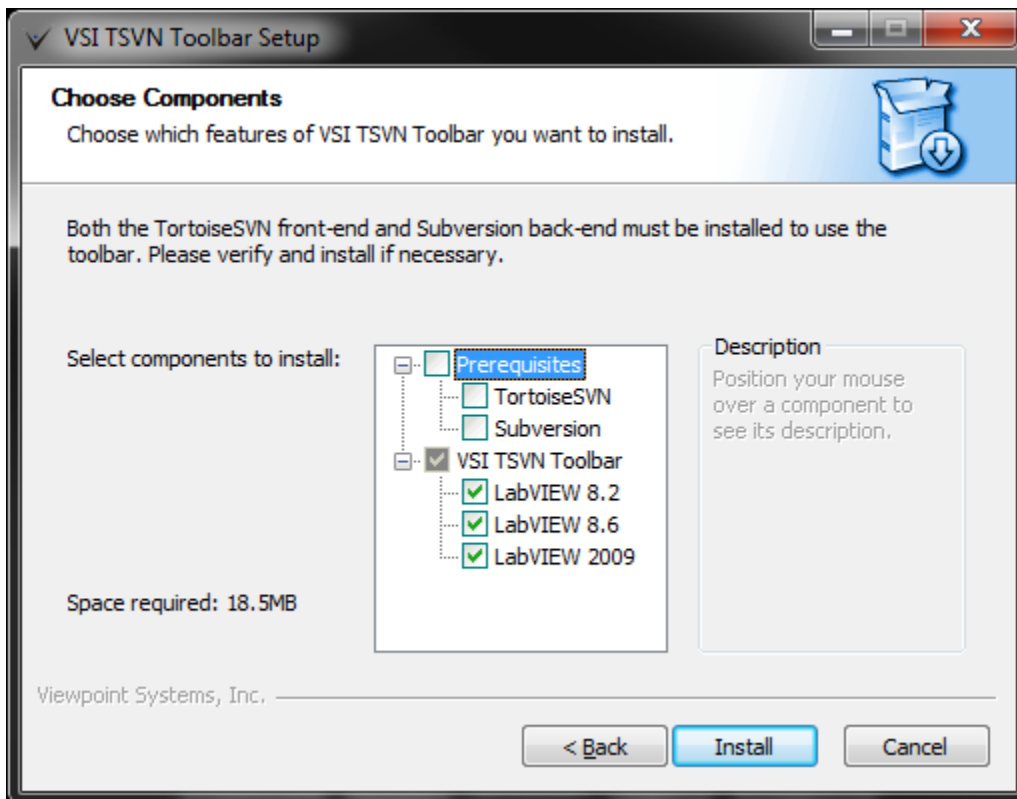 VSI TSVN Toolbar Setup
Choose Components
Choose which features of VSI TSVN Toolbar you want to install.
Both the TortoiseSVN front-end and Subversion back-end must be installed to use the
toolbar. Please verify and install if necessary.
Select components to install:
Prerequisites
TortoiseSVN
Subversion
VSI TSVN Toolbar
LabVIEW 8.2
LabVIEW 8.6
LabVIEW 2009
Description
Position your mouse
over a component to
see its description.
Space required: 18.5MB
Viewpoint Systems, Inc.
< Back
Install
Cancel